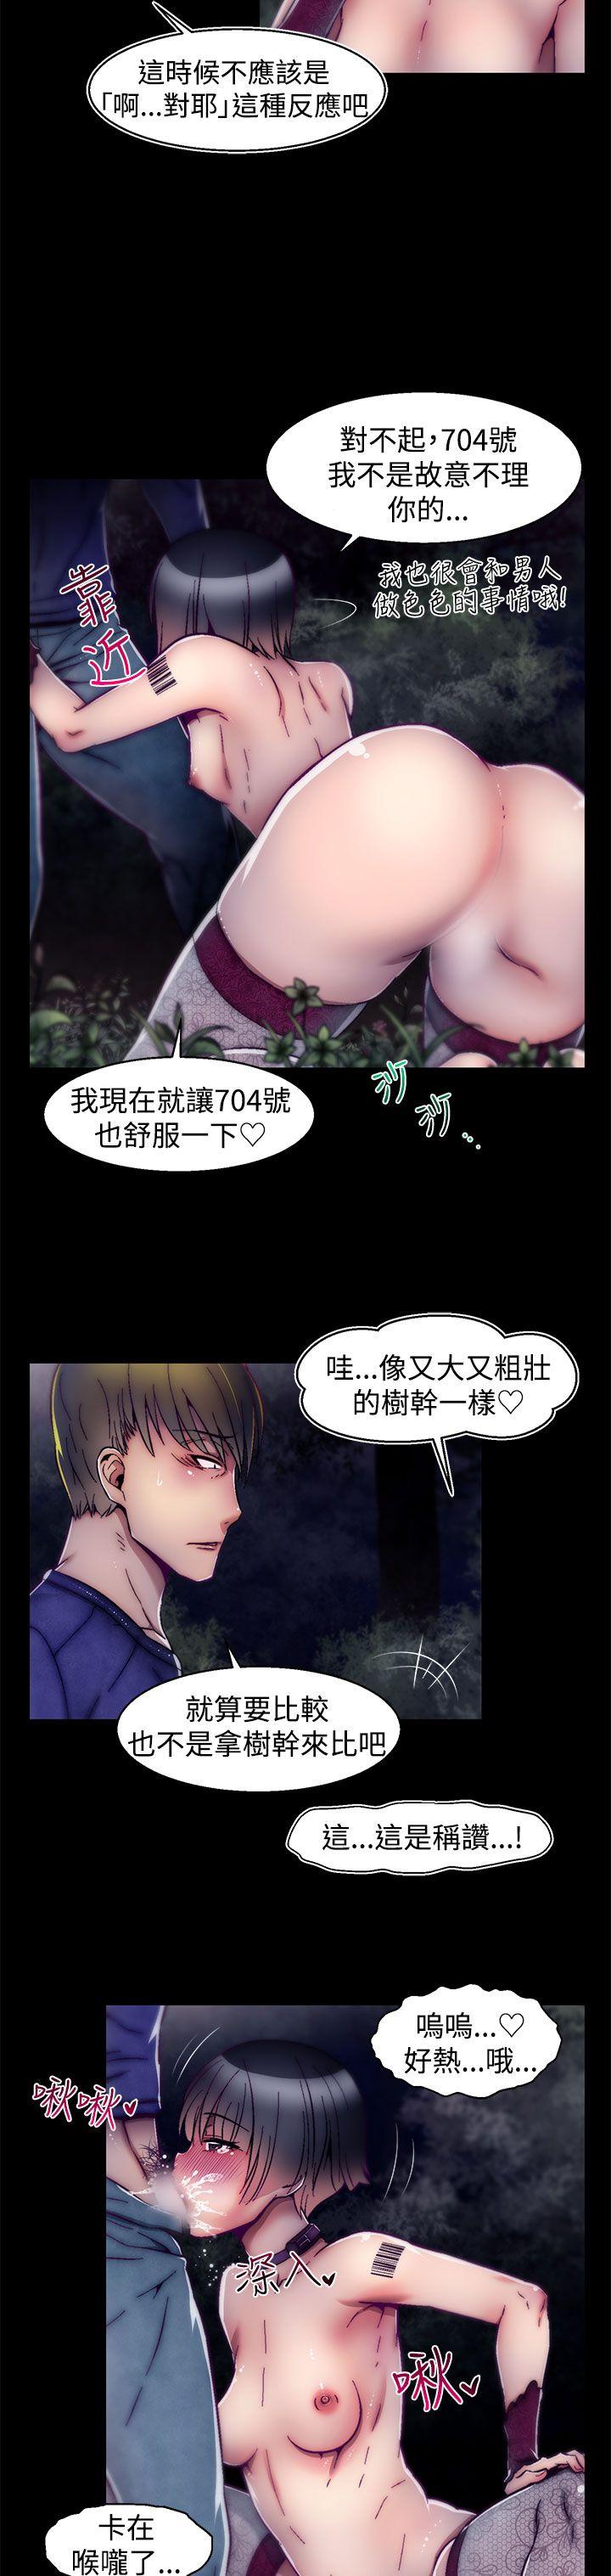 這時候不應該是
「啊...對耶」這種反應吧
對不起，704號
我不是故意不理
你的...
我也很會和男人
做色色的事情哦!
靠近
我現在就讓704號
也舒服一下♡
沙沙...
哇...像又大又粗壯
的樹幹一樣♡
就算要比較
也不是拿樹幹來比吧
這...這是稱讚...!
嗚嗚...♡
好熱...哦...
啾啾♥
深入♥
啾♥
卡在
喉嚨了...